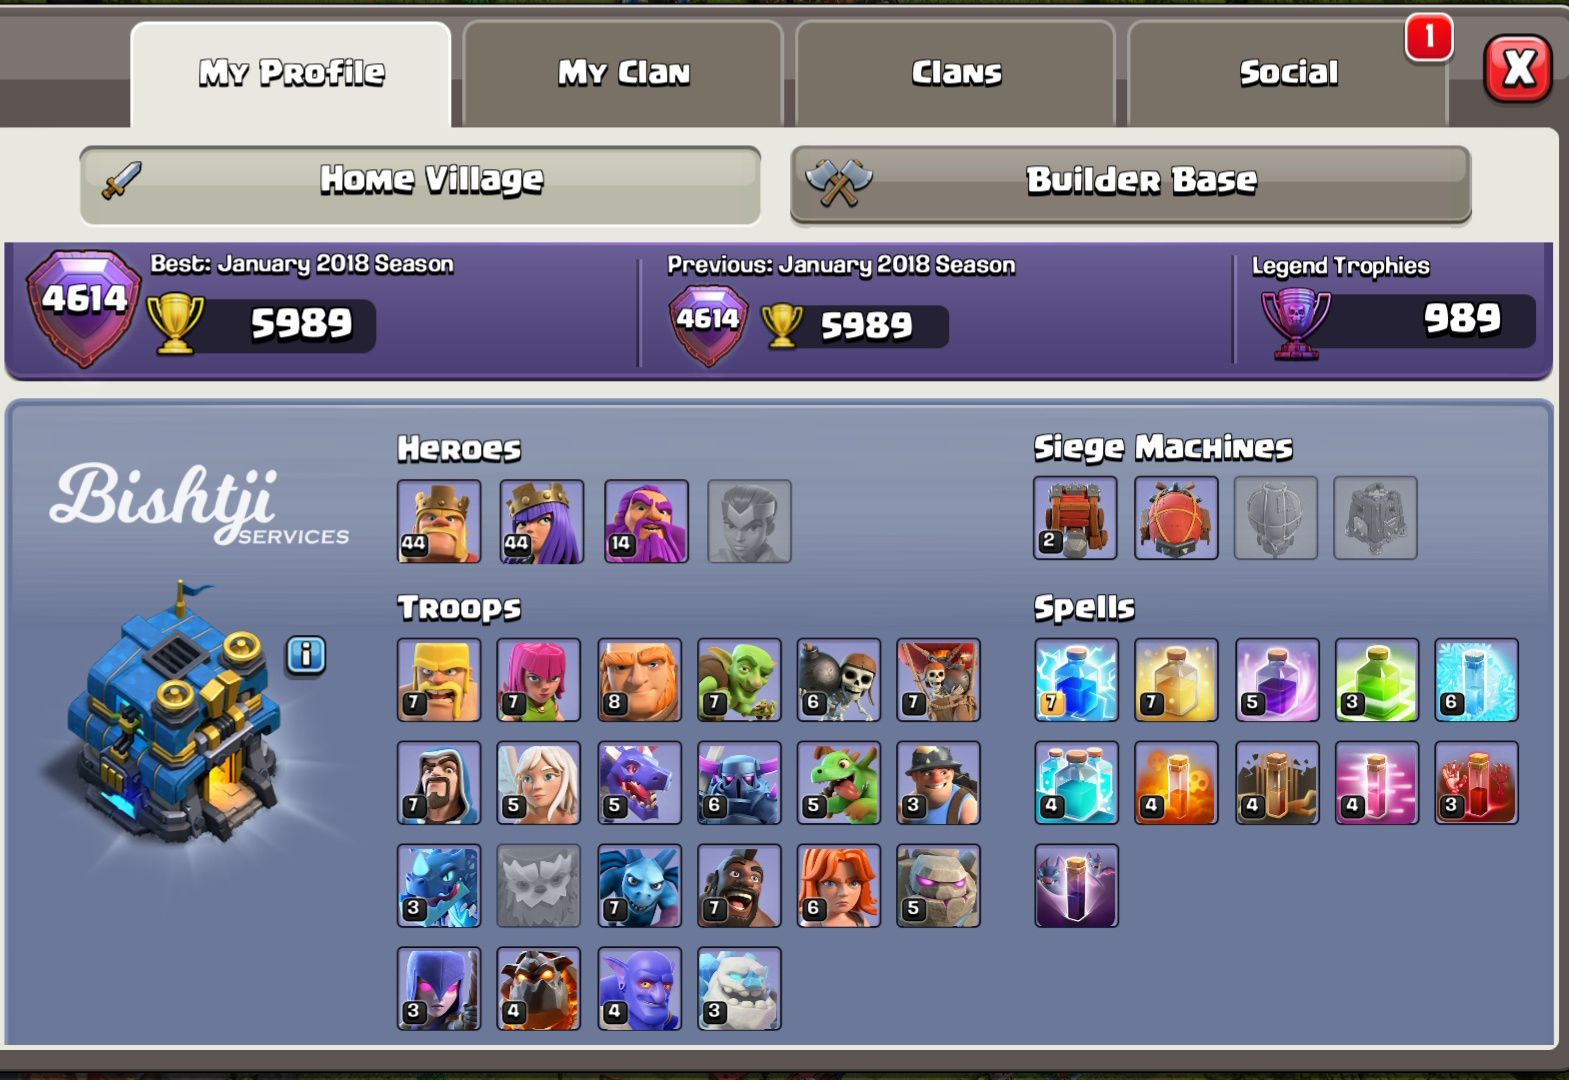 My Profile
My Clan
Clans
Social
1
X
Home Village
Builder Base
4614
Best: January 2018 Season
5989
Previous: January 2018 Season
4614
5989
Legend Trophies
989
Bishtji
SERVICES
i
Heroes
44 44 14
Siege Machines
2
Troops
7 7 8 7 6 7
7 5 5 6 5 3
3 7 7 6 5
3 4 4 3
Spells
7 7 5 3 6
4 4 4 4 3